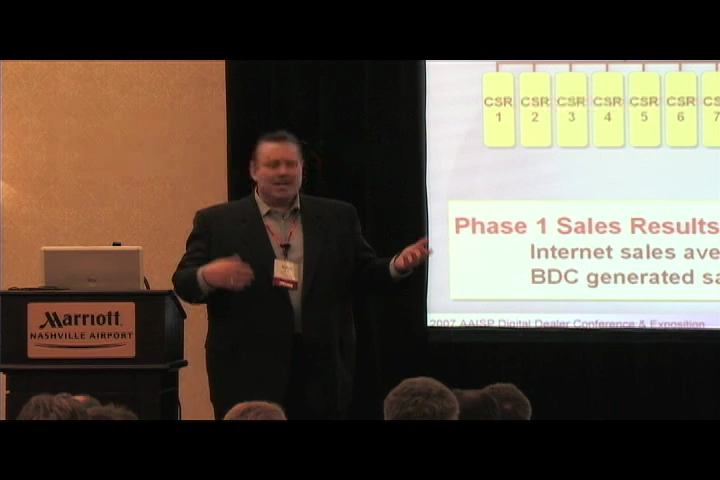 CSR CSR CSR CSR CSR CSR CSR
1 2 3 4 5 6 7
Phase 1 Sales Results
Internet sales ave
BDC generated sa
2007 AAISP Digital Dealer Conference & Exposition
Marriott
NASHVILLE AIRPORT